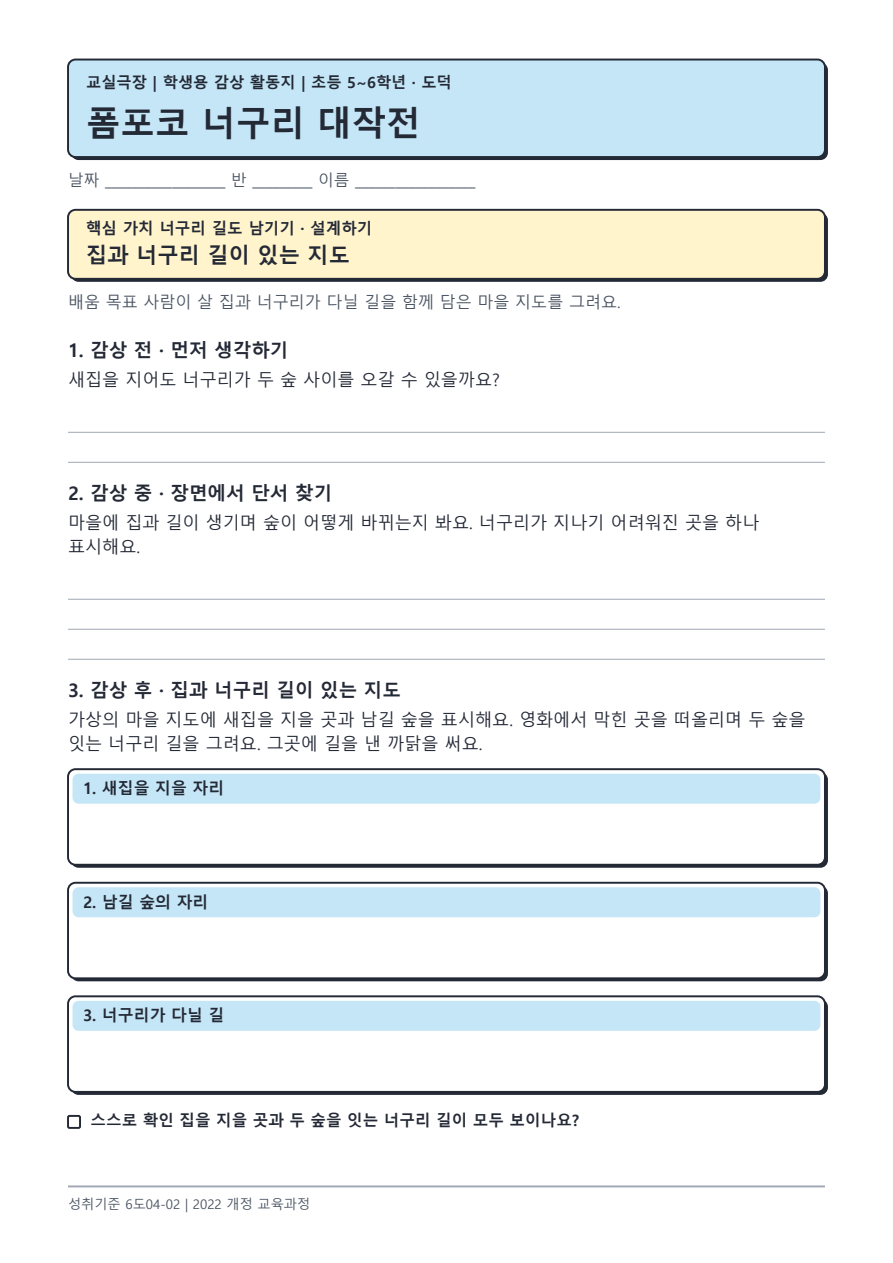 교실극장 | 학생용 감상 활동지 | 초등 5~6학년 · 도덕
폼포코 너구리 대작전
날짜 _______________ 반 _______ 이름 _______________
핵심 가치 너구리 길도 남기기 · 설계하기
집과 너구리 길이 있는 지도
배움 목표 사람이 살 집과 너구리가 다닐 길을 함께 담은 마을 지도를 그려요.
1. 감상 전 · 먼저 생각하기
새집을 지어도 너구리가 두 숲 사이를 오갈 수 있을까요?
2. 감상 중 · 장면에서 단서 찾기
마을에 집과 길이 생기며 숲이 어떻게 바뀌는지 봐요. 너구리가 지나기 어려워진 곳을 하나
표시해요.
3. 감상 후 · 집과 너구리 길이 있는 지도
가상의 마을 지도에 새집을 지을 곳과 남길 숲을 표시해요. 영화에서 막힌 곳을 떠올리며 두 숲을
잇는 너구리 길을 그려요. 그곳에 길을 낸 까닭을 써요.
1. 새집을 지을 자리
2. 남길 숲의 자리
3. 너구리가 다닐 길
스스로 확인 집을 지을 곳과 두 숲을 잇는 너구리 길이 모두 보이나요?
성취기준 6도04-02 | 2022 개정 교육과정